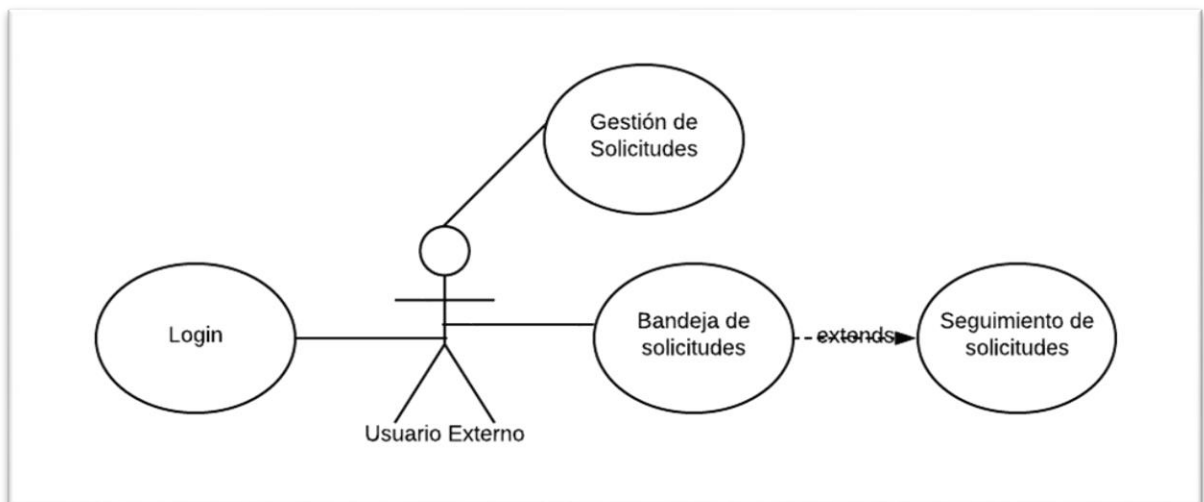 Gestión de
Solicitudes
Login
Bandeja de
solicitudes
extends
Seguimiento de
solicitudes
Usuario Externo